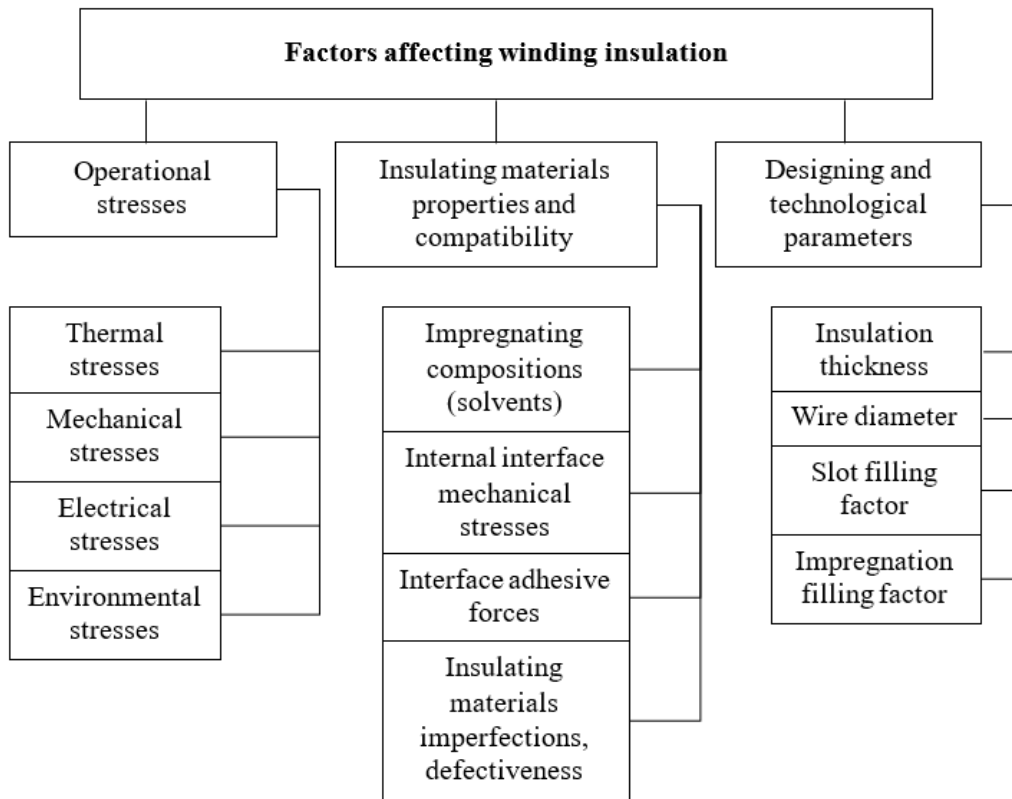 Factors affecting winding insulation
Operational
stresses
Insulating materials
properties and
compatibility
Designing and
technological
parameters
Thermal
stresses
Mechanical
stresses
Electrical
stresses
Environmental
stresses
Impregnating
compositions
(solvents)
Internal interface
mechanical
stresses
Interface adhesive
forces
Insulating
materials
imperfections,
defectiveness
Insulation
thickness
Wire diameter
Slot filling
factor
Impregnation
filling factor